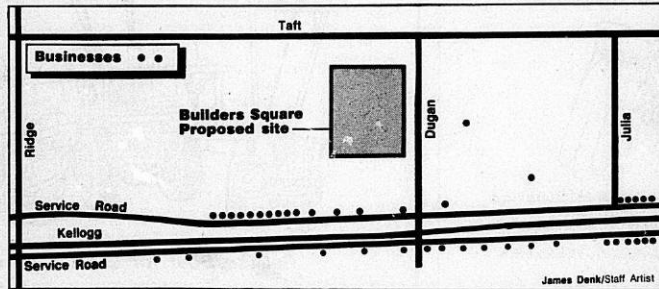 Taft
Businesses
Builders Square
Proposed site
Ridge
Dugan
Julia
Service Road
Kellogg
Service Road
James Denk/Staff Artist